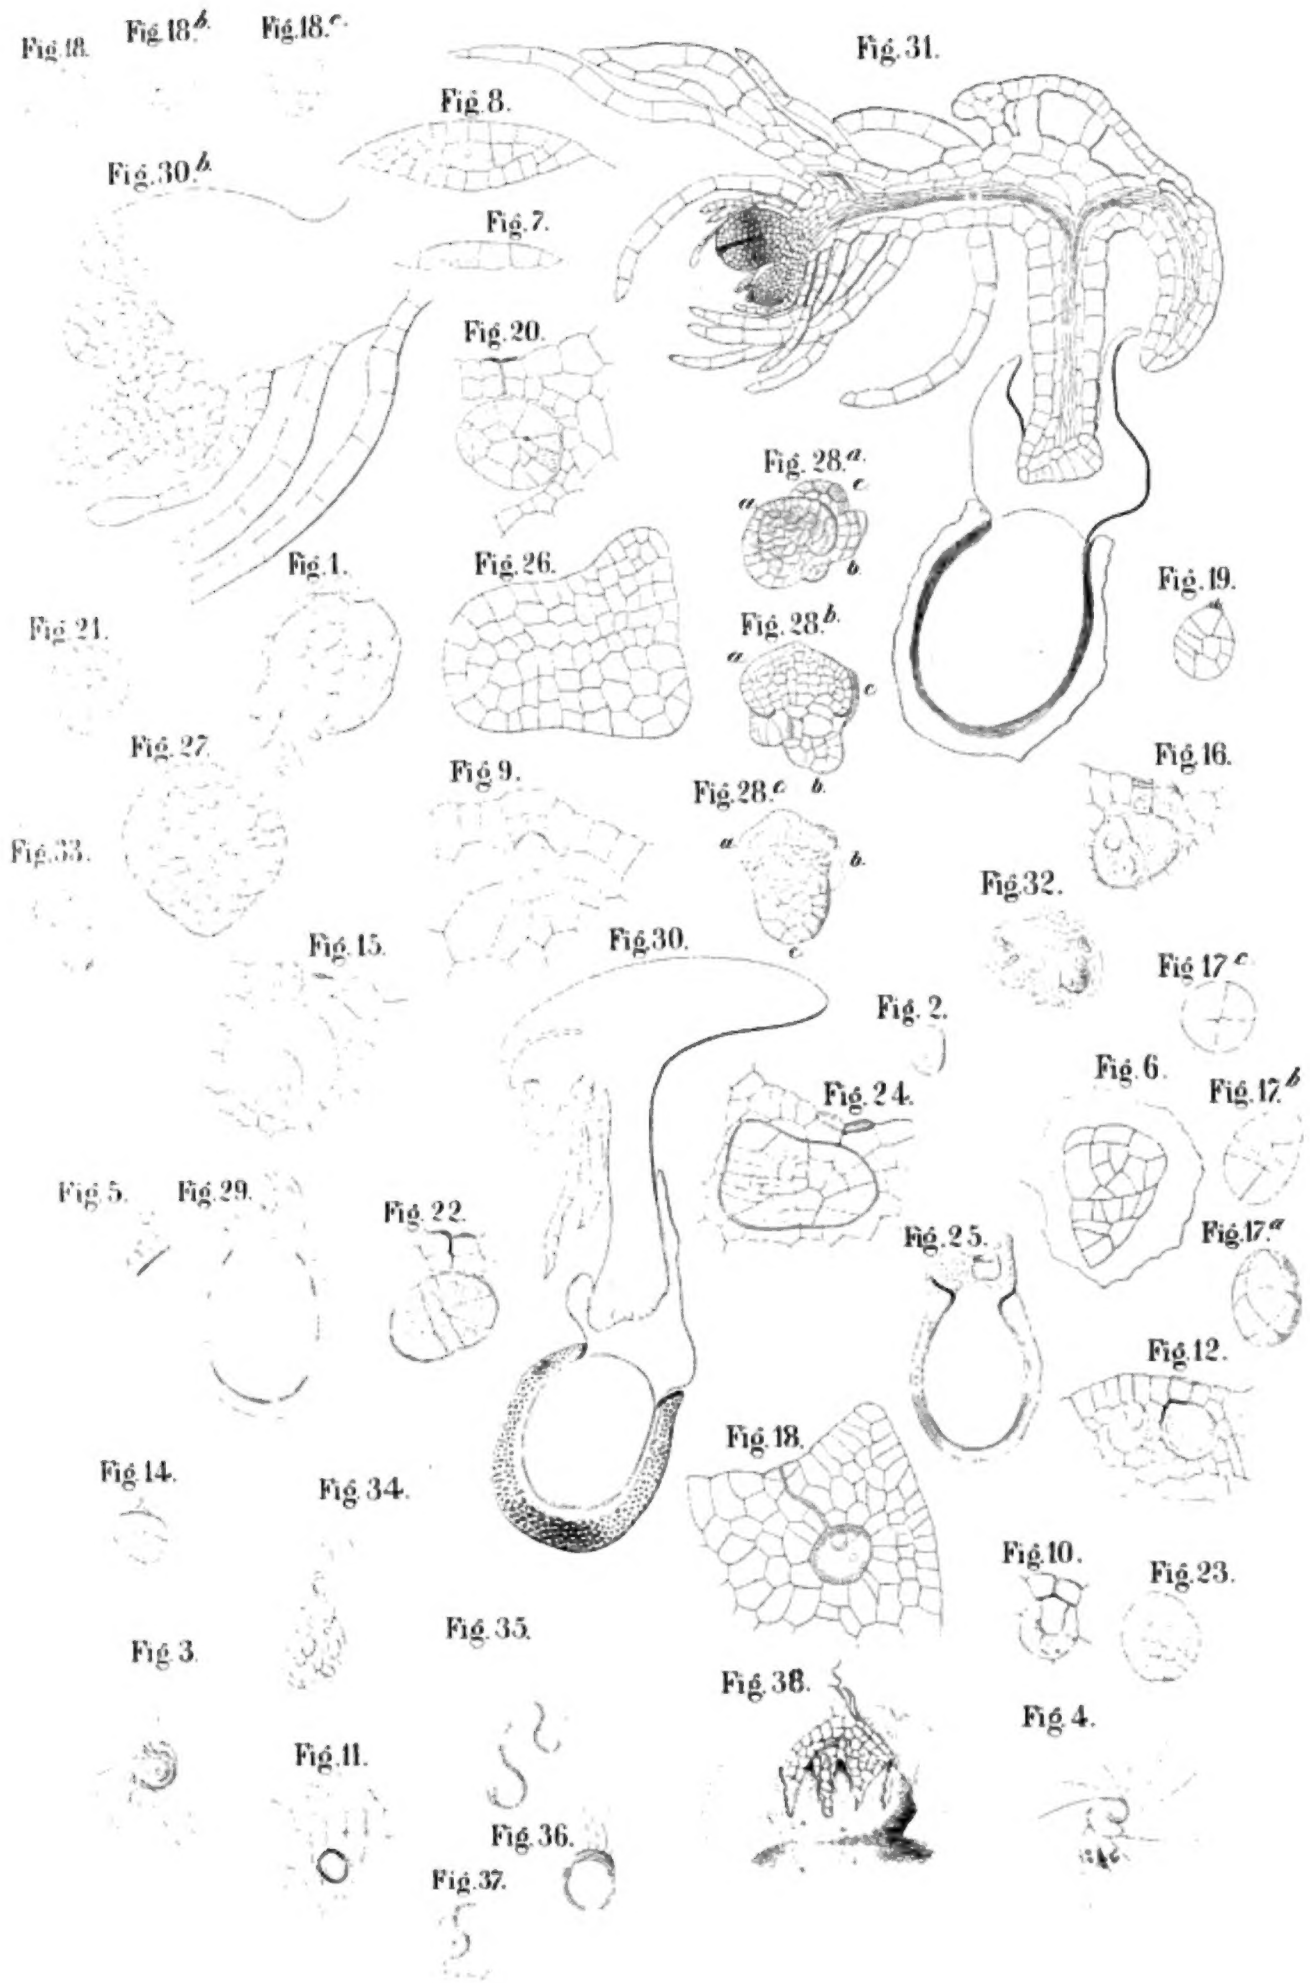 Fig. 18.
Fig. 18.b.
Fig. 18.c.
Fig. 31.
Fig. 8.
Fig. 30.b.
Fig. 7.
Fig. 20.
Fig. 28.a.
c.
a.
b.
Fig. 1.
Fig. 26.
Fig. 19.
Fig. 21.
Fig. 28.b.
a.
c
b.
Fig. 27.
Fig. 9.
Fig. 16.
Fig. 28.c.
a.
b.
c.
Fig. 33.
Fig. 32.
Fig. 15.
Fig. 30.
Fig. 17.c.
Fig. 2.
Fig. 6.
Fig. 24.
Fig. 17.b
Fig. 5.
Fig. 29.
Fig. 22.
Fig. 25.
Fig. 17.a
Fig. 12.
Fig. 18.
Fig. 14.
Fig. 34.
Fig. 10.
Fig. 23.
Fig. 35.
Fig. 3.
Fig. 38.
Fig. 4.
Fig. 11.
Fig. 36.
Fig. 37.